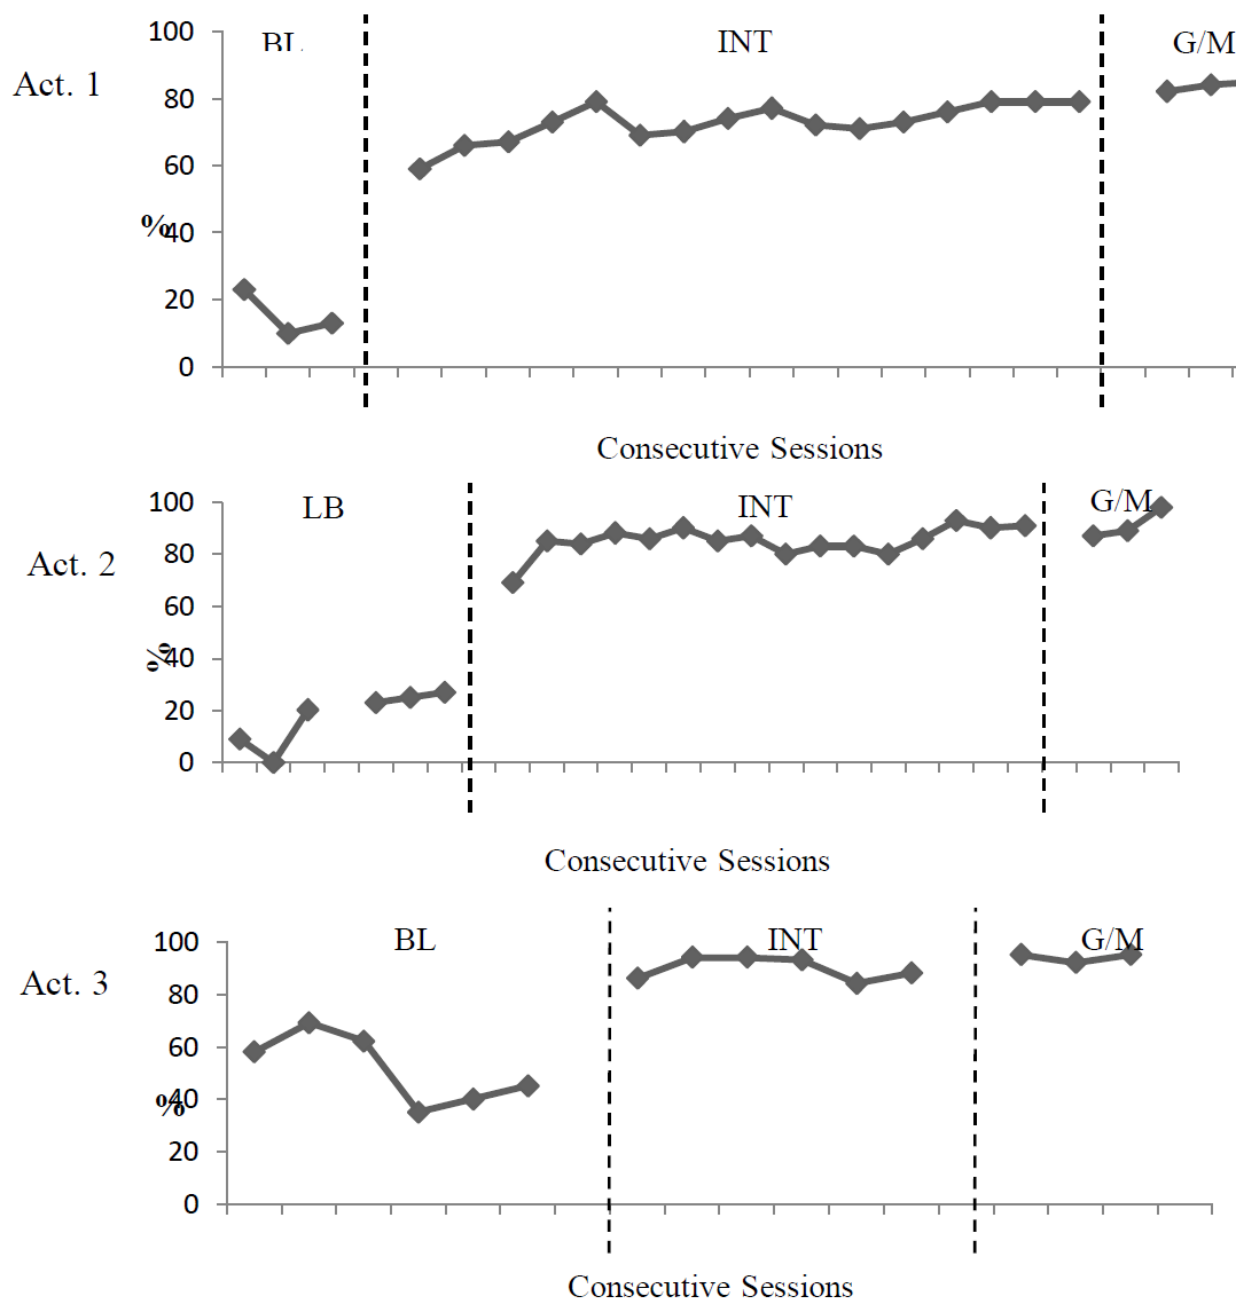 100
BL
INT
G/M
Act. 1
80
60
%
40
20
0
Consecutive Sessions
100
LB
INT
G/M
Act. 2
80
60
%
40
20
0
Consecutive Sessions
100
BL
INT
G/M
Act. 3
80
60
%
40
20
0
Consecutive Sessions